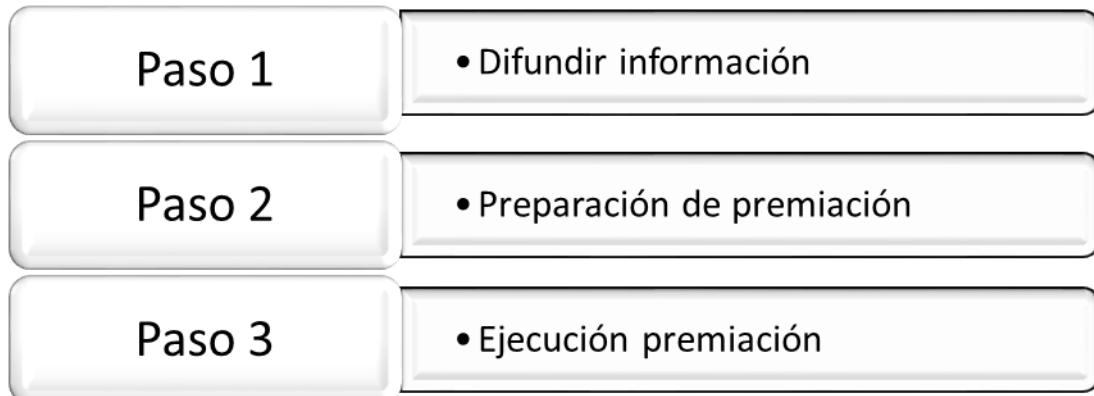 Paso 1
• Difundir información
Paso 2
• Preparación de premiación
Paso 3
• Ejecución premiación